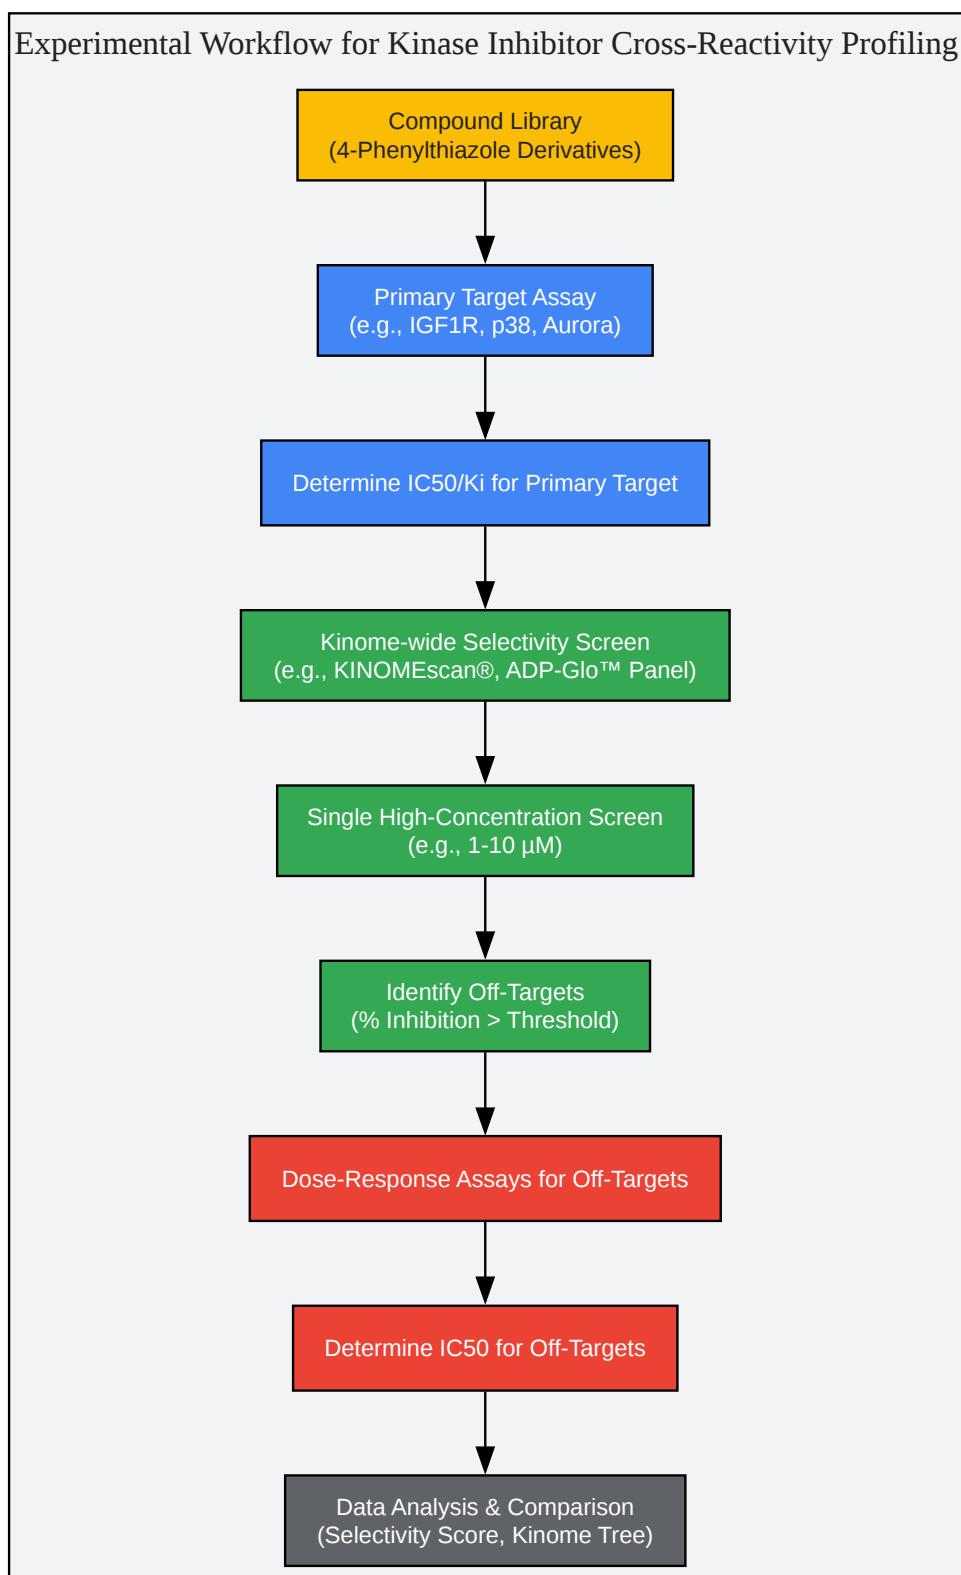 Experimental Workflow for Kinase Inhibitor Cross-Reactivity Profiling
Compound Library
(4-Phenylthiazole Derivatives)
Primary Target Assay
(e.g., IGF1R, p38, Aurora)
Determine IC50/Ki for Primary Target
Kinome-wide Selectivity Screen
(e.g., KINOMEscan®, ADP-Glo™ Panel)
Single High-Concentration Screen
(e.g., 1-10 µM)
Identify Off-Targets
(% Inhibition > Threshold)
Dose-Response Assays for Off-Targets
Determine IC50 for Off-Targets
Data Analysis & Comparison
(Selectivity Score, Kinome Tree)